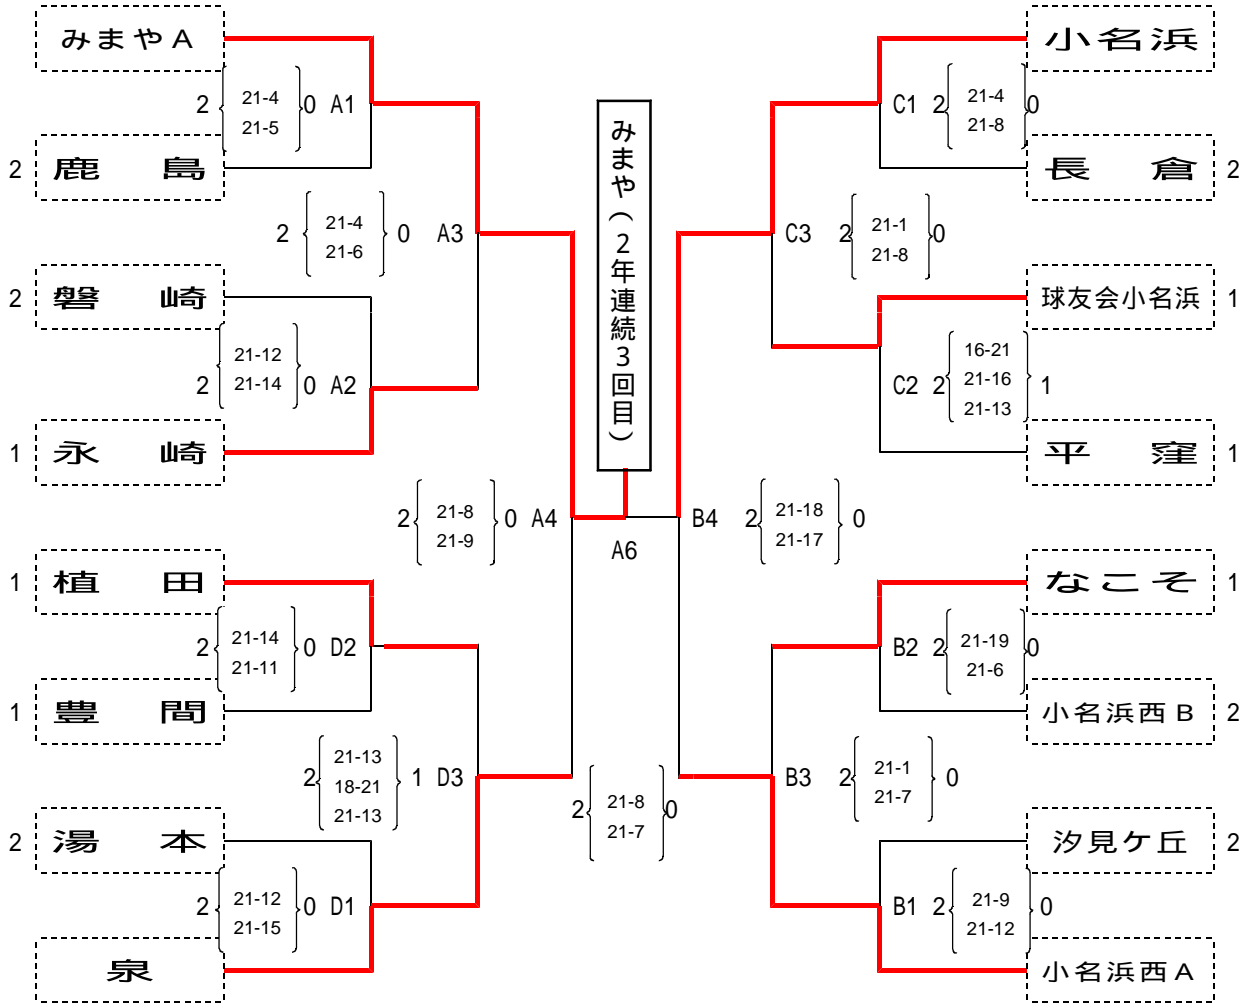 みまやA
小名浜
2 21-4 0 A1
21-5
C1 2 21-4 0
21-8
2 鹿島
長倉 2
みまや(2年連続3回目)
2 21-4 0 A3
21-6
C3 2 21-1 0
21-8
2 磐崎
球友会小名浜 1
2 21-12 0 A2
21-14
C2 2 16-21 1
21-16
21-13
1 永崎
平窪 1
2 21-8 0 A4
21-9
A6
B4 2 21-18 0
21-17
1 植田
なこそ 1
2 21-14 0 D2
21-11
B2 2 21-19 0
21-6
1 豊間
小名浜西B 2
2 21-13 1 D3
18-21
21-13
2 21-8 0
21-7
B3 2 21-1 0
21-7
2 湯本
汐見ケ丘 2
2 21-12 0 D1
21-15
B1 2 21-9 0
21-12
泉
小名浜西A